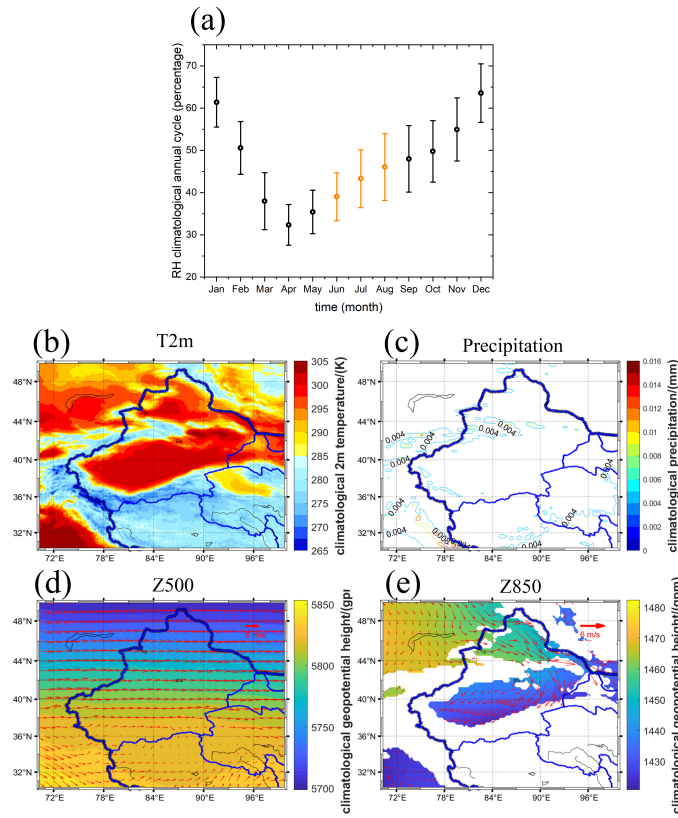 (a)
RH climatological annual cycle (percentage)
70
60
50
40
30
20
Jan Feb Mar Apr May Jun Jul Aug Sep Oct Nov Dec
time (month)
(b)
T2m
48°N
44°N
40°N
36°N
32°N
72°E 78°E 84°E 90°E 96°E
305
300
295
290
285
280
275
270
265
climatological 2m temperature/(K)
(c)
Precipitation
48°N
44°N
40°N
36°N
32°N
72°E 78°E 84°E 90°E 96°E
0.004
0.004
0.004
0.004
0.004
0.004
0.004
0.004
0.004
0.016
0.014
0.012
0.01
0.008
0.006
0.004
0.002
0
climatological precipitation/(mm)
(d)
Z500
48°N
44°N
40°N
36°N
32°N
72°E 78°E 84°E 90°E 96°E
5850
5800
5750
5700
climatological geopotential height/(gpm
(e)
Z850
6 m/s
48°N
44°N
40°N
36°N
32°N
72°E 78°E 84°E 90°E 96°E
1480
1470
1460
1450
1440
1430
climatological geopotential height/(gpm)